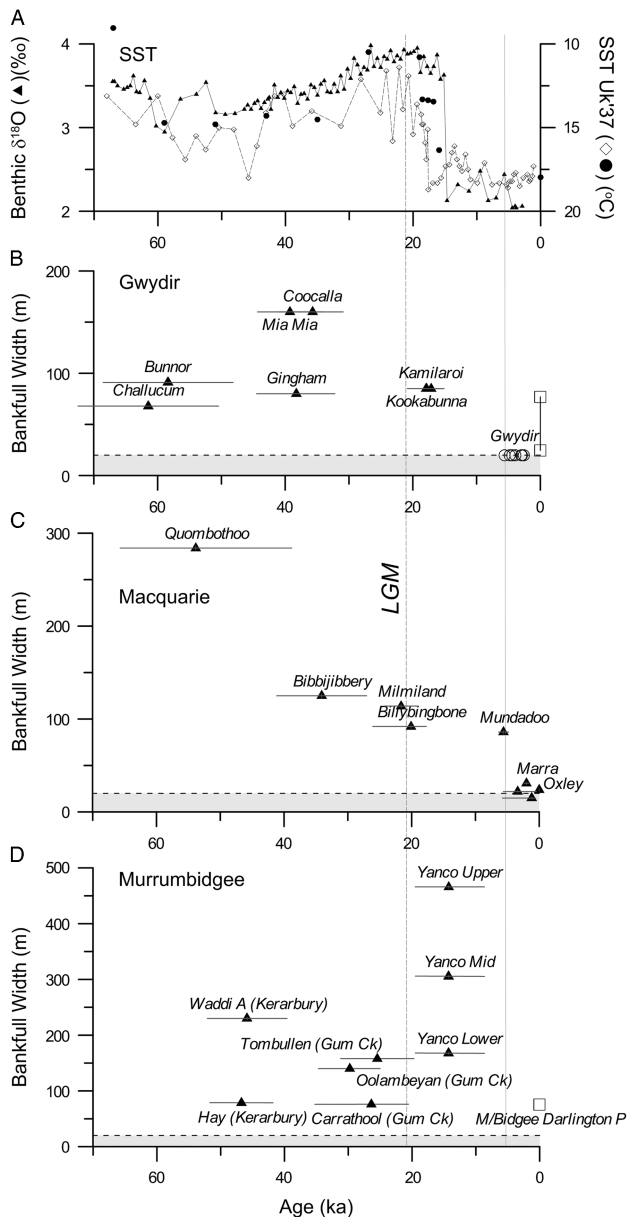 A
SST
Benthic δ18O (▲)(‰)
4
3
2
10
15
20
SST Uk'37 (◇●)(°C)
60
40
20
0
B
Gwydir
Bankfull Width (m)
200
100
0
Coocalla
Mia Mia
Bunnor
Challucum
Gingham
Kamilaroi
Kookabunna
Gwydir
60
40
20
0
C
Macquarie
Bankfull Width (m)
300
200
100
0
Quombothoo
LGM
Bibbijibbery
Milmiland
Billybingbone
Mundadoo
Marra
Oxley
60
40
20
0
D
Murrumbidgee
Bankfull Width (m)
500
400
300
200
100
0
Yanco Upper
Yanco Mid
Waddi A (Kerarbury)
Yanco Lower
Tombullen (Gum Ck)
Oolambeyan (Gum Ck)
Hay (Kerarbury)
Carrathool (Gum Ck)
M/Bidgee Darlington P
60
40
20
0
Age (ka)